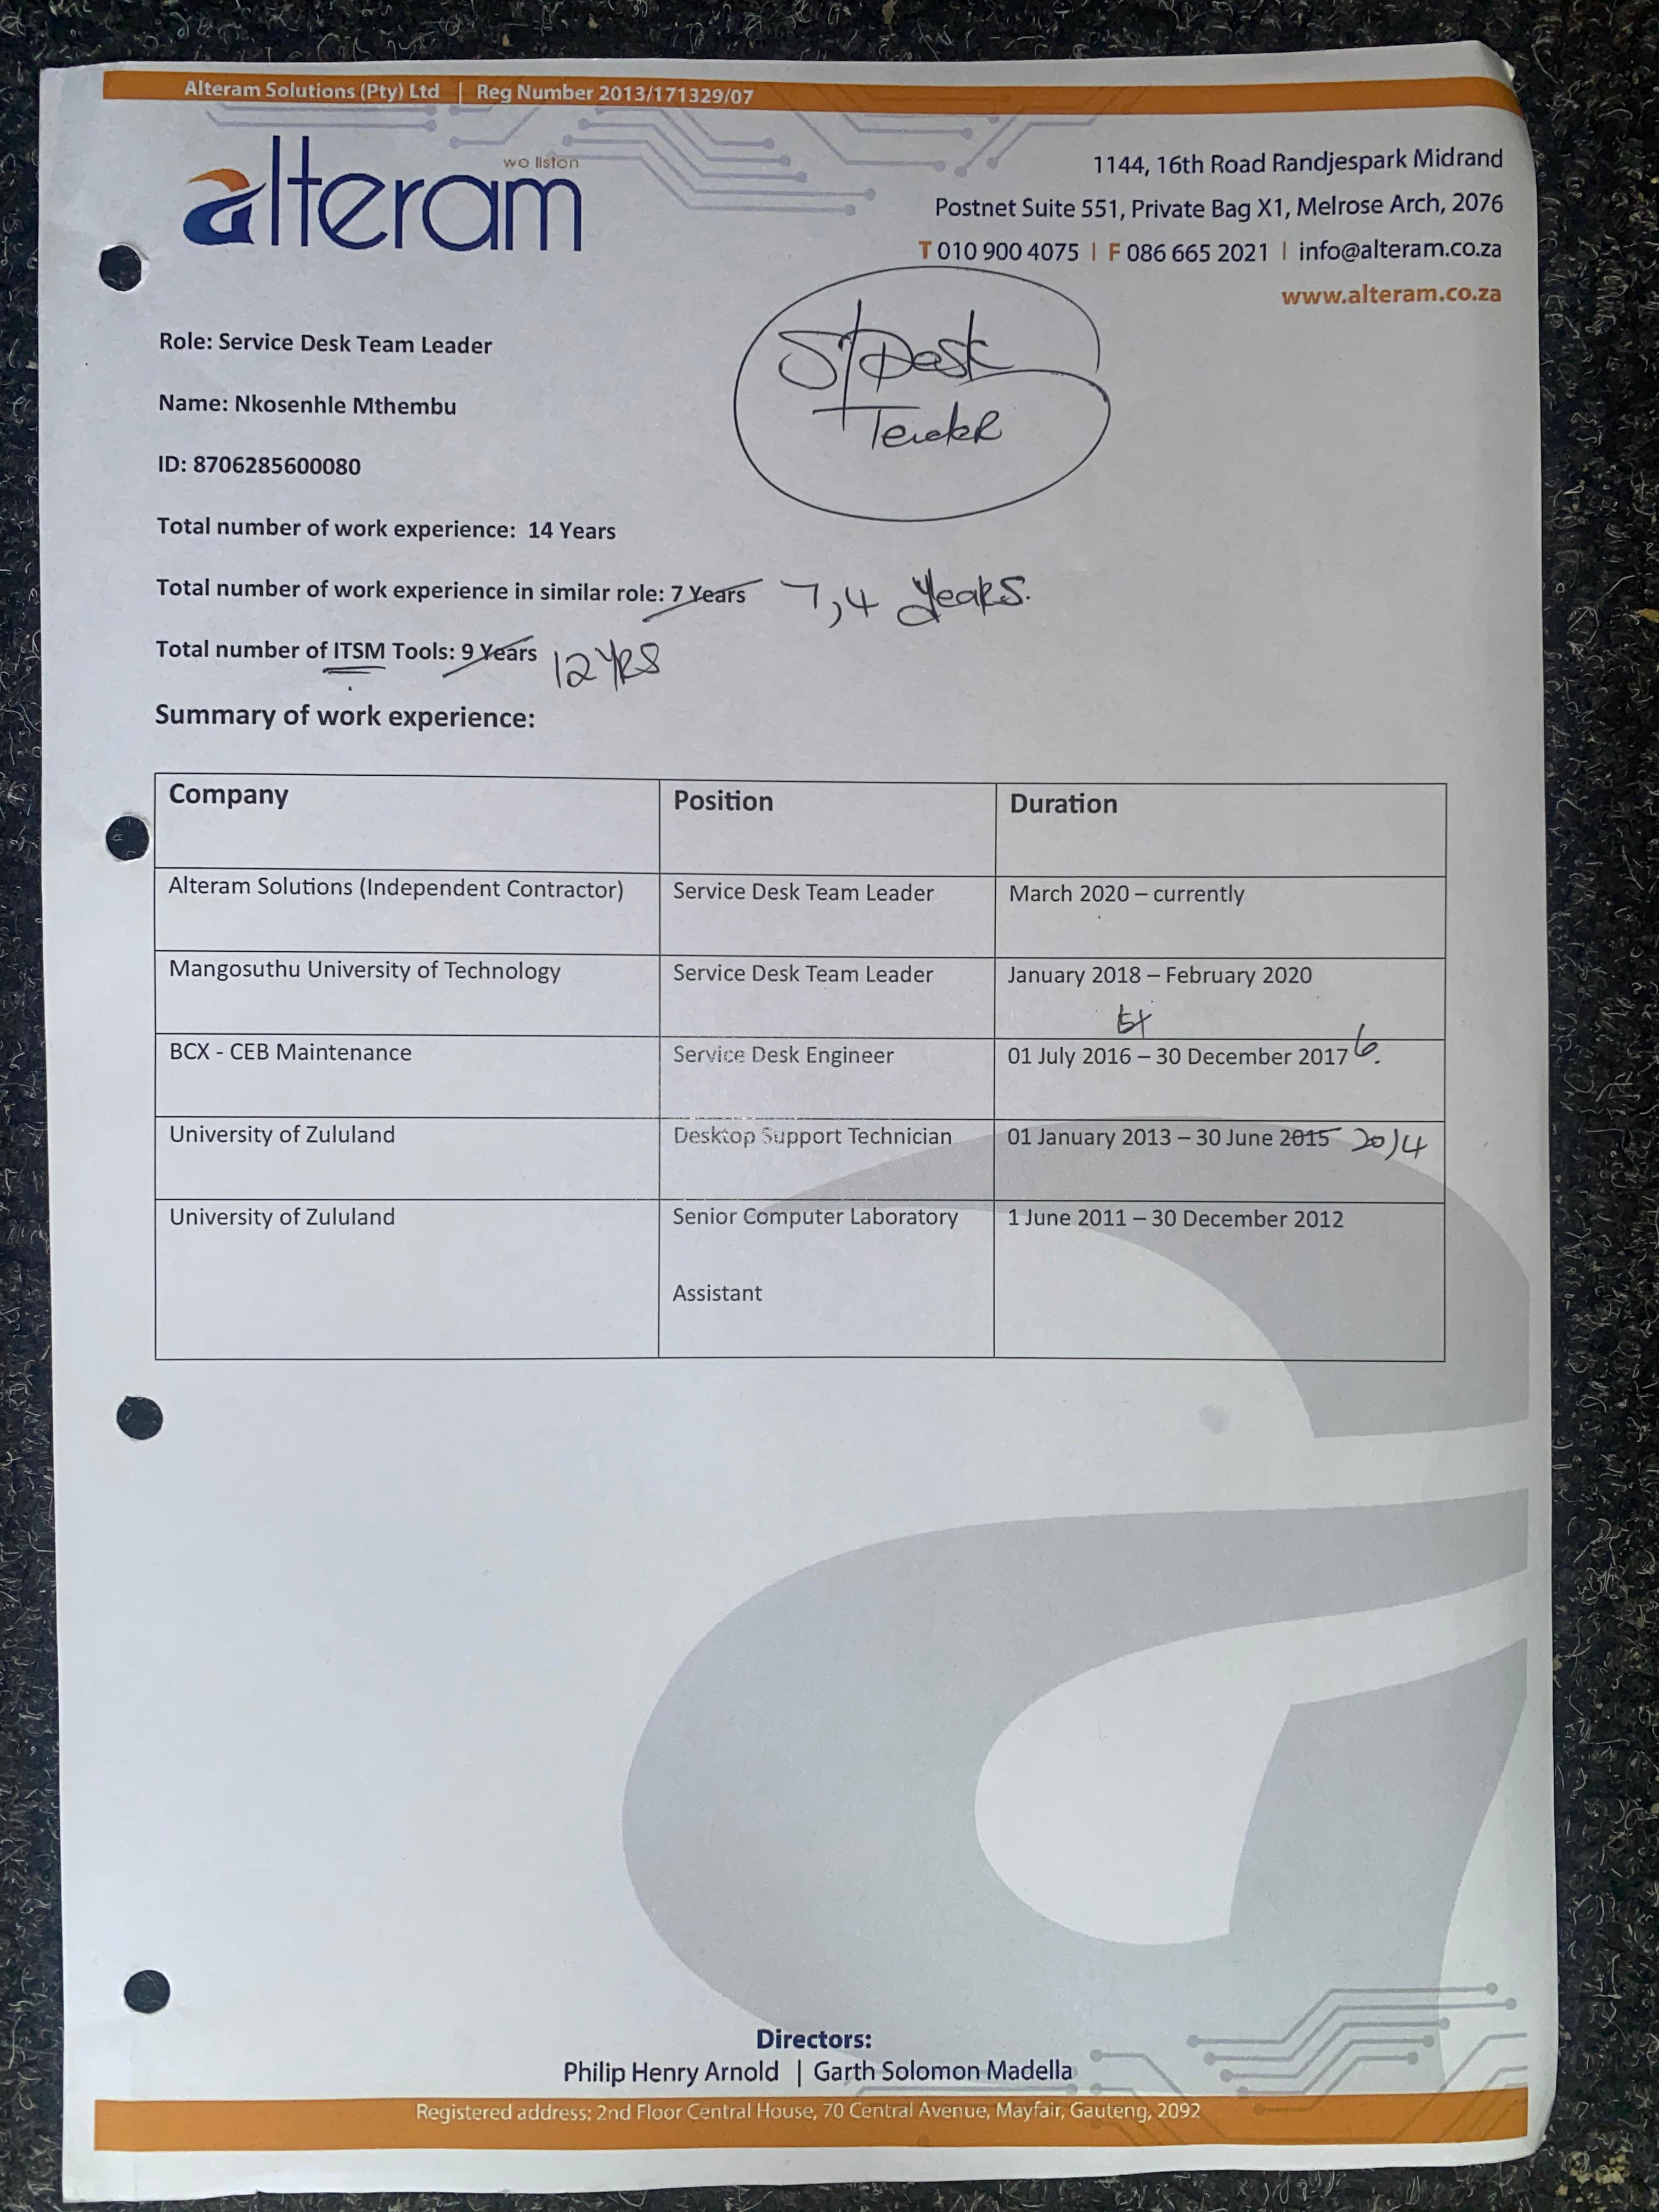 Alteram Solutions (Pty) Ltd | Reg Number 2013/171329/07
wo liston
alteram
1144, 16th Road Randjespark Midrand
Postnet Suite 551, Private Bag X1, Melrose Arch, 2076
T 010 900 4075 | F 086 665 2021 | info@alteram.co.za
www.alteram.co.za
S/Desk
Tender
Role: Service Desk Team Leader
Name: Nkosenhle Mthembu
ID: 8706285600080
Total number of work experience: 14 Years
Total number of work experience in similar role: 7 Years 7,4 years.
Total number of ITSM Tools: 9 Years 12 YRS
Summary of work experience:
Company Position Duration
Alteram Solutions (Independent Contractor) Service Desk Team Leader March 2020 – currently
Mangosuthu University of Technology Service Desk Team Leader January 2018 – February 2020
BCX - CEB Maintenance Service Desk Engineer 01 July 2016 – 30 December 2017 6.
University of Zululand Desktop Support Technician 01 January 2013 – 30 June 2015 2014
University of Zululand Senior Computer Laboratory 1 June 2011 – 30 December 2012
Assistant
Directors:
Philip Henry Arnold | Garth Solomon Madella
Registered address: 2nd Floor Central House, 70 Central Avenue, Mayfair, Gauteng, 2092